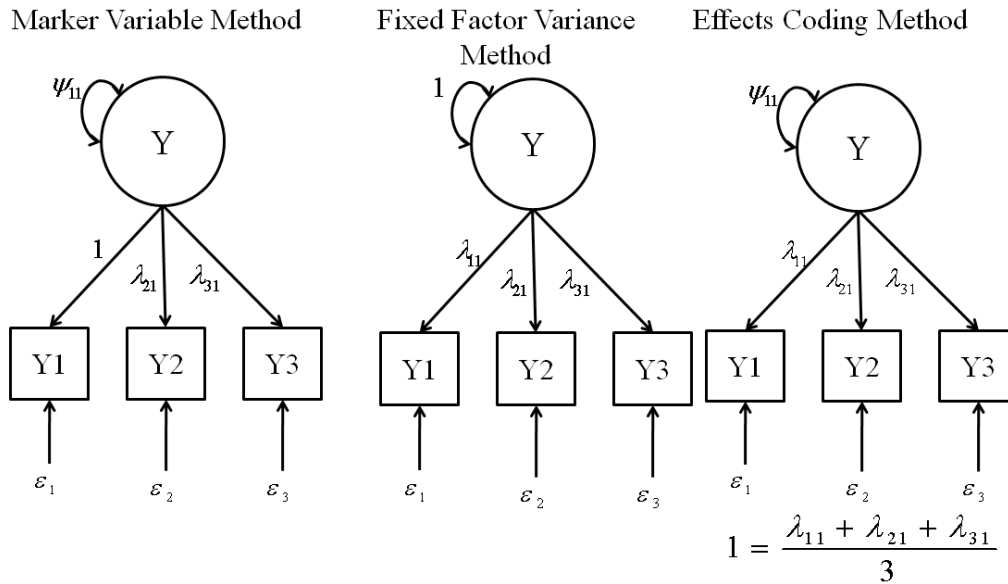 Marker Variable Method
ψ₁₁
Y
1
λ₂₁
λ₃₁
Y1
Y2
Y3
ε₁
ε₂
ε₃
Fixed Factor Variance
Method
1
Y
λ₁₁
λ₂₁
λ₃₁
Y1
Y2
Y3
ε₁
ε₂
ε₃
Effects Coding Method
ψ₁₁
Y
λ₁₁
λ₂₁
λ₃₁
Y1
Y2
Y3
ε₁
ε₂
ε₃
1 = (λ₁₁ + λ₂₁ + λ₃₁) / 3